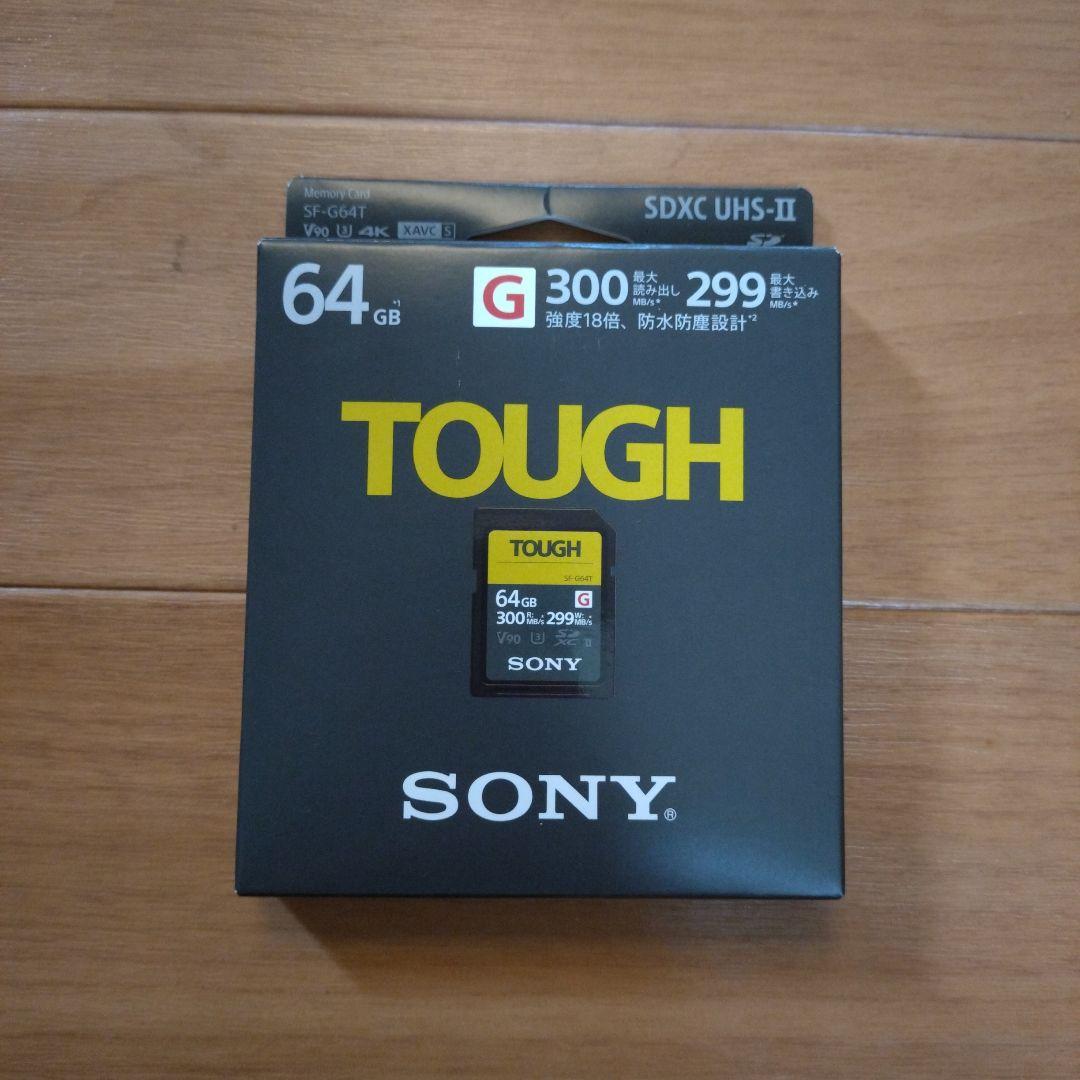 Memory Card
SF-G64T
V90 U3 4K XAVC S
SDXC UHS-II
64GB*1
G
300 最大 読み出し MB/s* 299 最大 書き込み MB/s*
強度18倍、防水防塵設計*2
TOUGH
TOUGH
SF-G64T
64GB G
300 R: MB/s* 299 W: MB/s*
V90 U3 SDXC II
SONY
SONY®